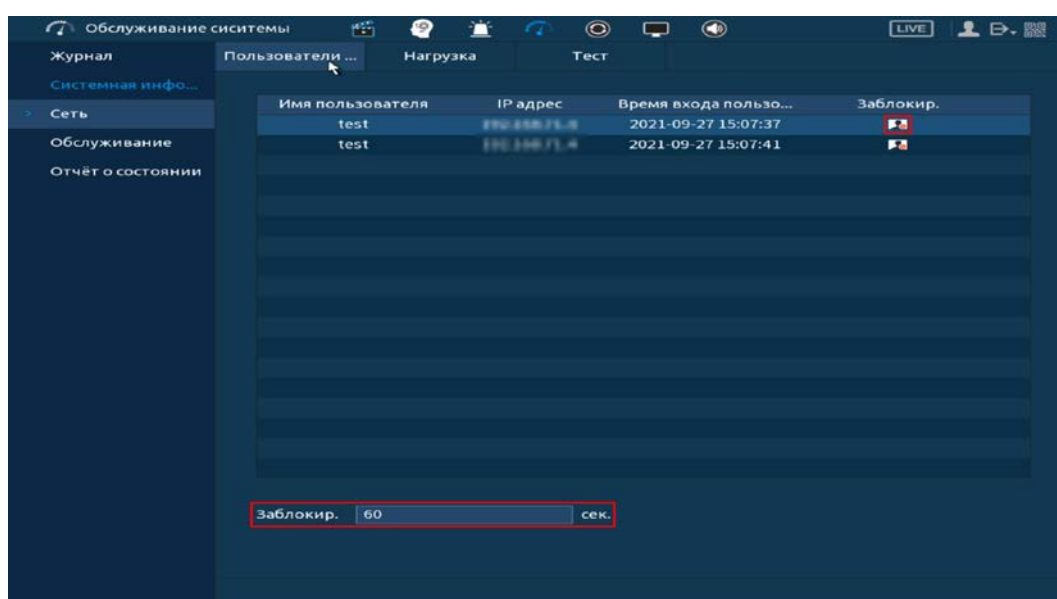 Обслуживание сиситемы LIVE
Журнал Пользователи ... Нагрузка Тест
Системная инфо...
Сеть
Имя пользователя IP адрес Время входа пользо... Заблокир.
test 2021-09-27 15:07:37
Обслуживание
test 2021-09-27 15:07:41
Отчёт о состоянии
Заблокир. 60 сек.